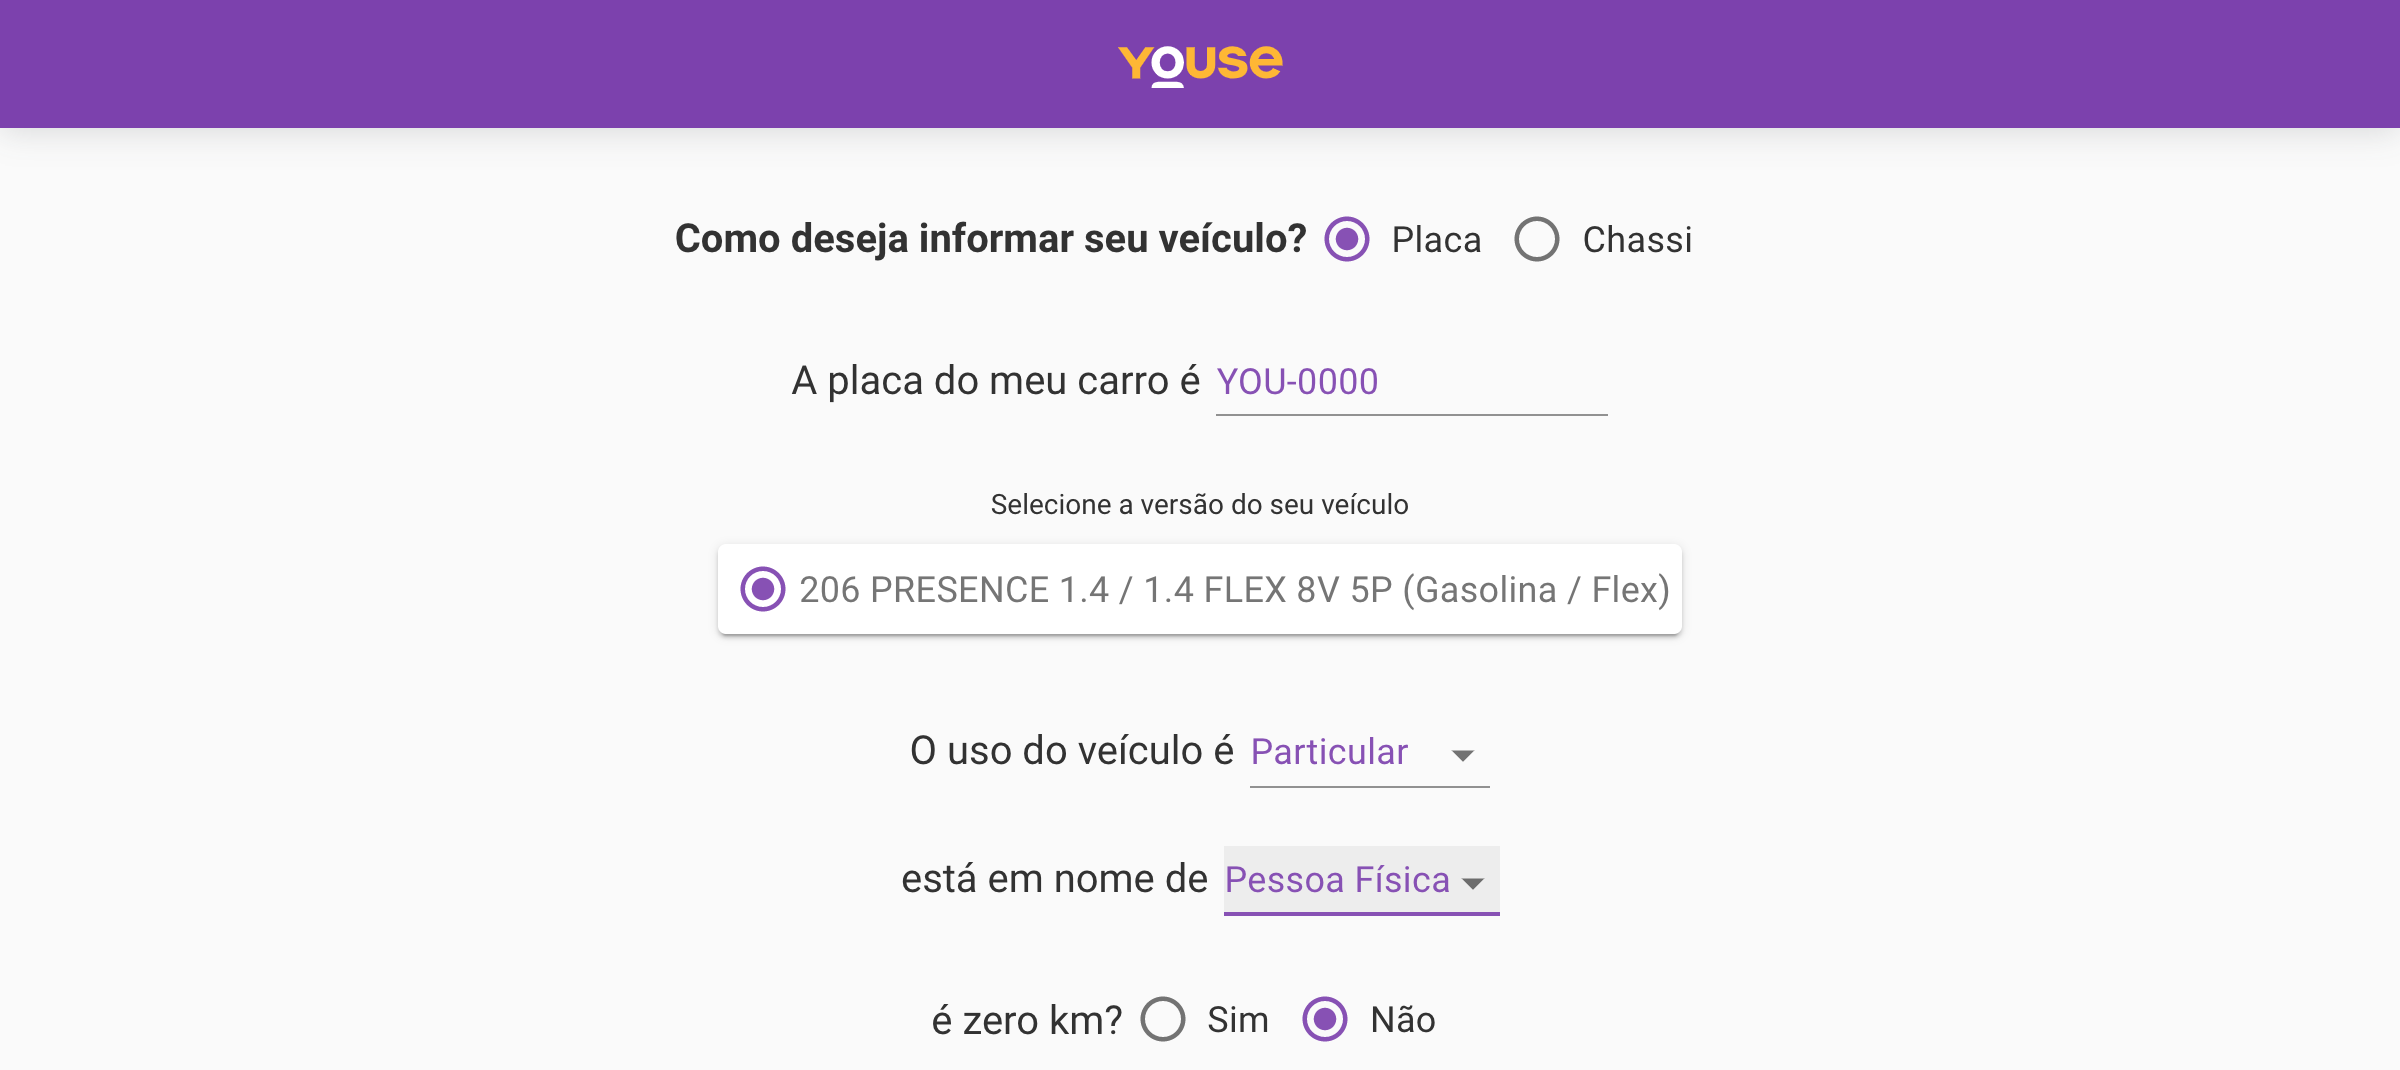 YOUSE
Como deseja informar seu veículo? Placa Chassi
A placa do meu carro é YOU-0000
Selecione a versão do seu veículo
206 PRESENCE 1.4 / 1.4 FLEX 8V 5P (Gasolina / Flex)
O uso do veículo é Particular
está em nome de Pessoa Física
é zero km? Sim Não